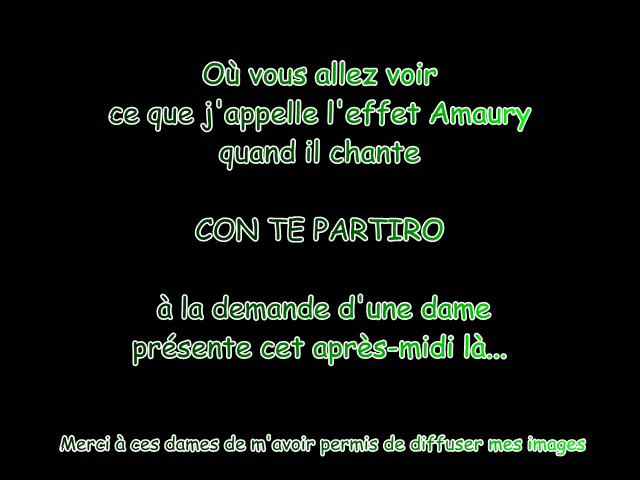 Où vous allez voir
ce que j'appelle l'effet Amaury
quand il chante
CON TE PARTIRO
à la demande d'une dame
présente cet après-midi là...
Merci à ces dames de m'avoir permis de diffuser mes images